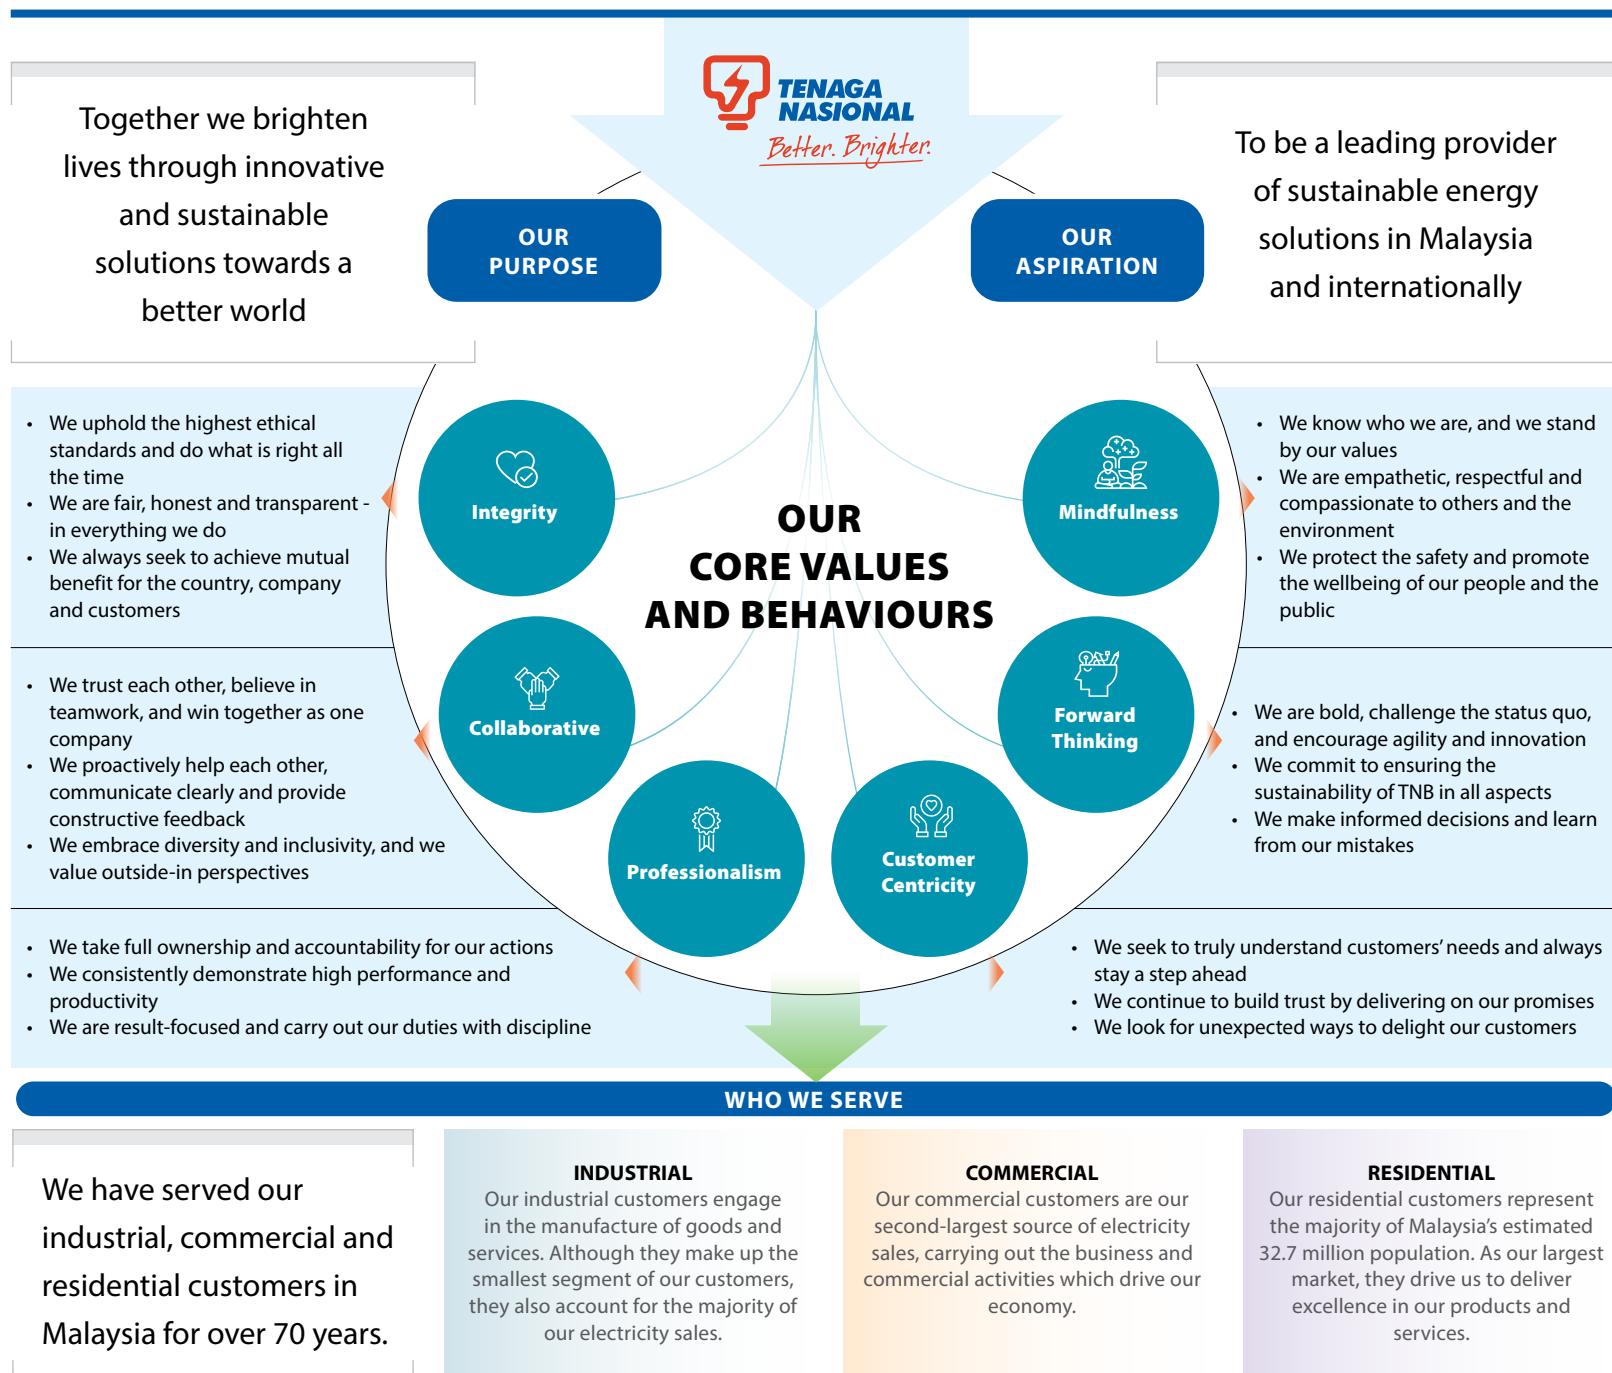 TENAGA
NASIONAL
Better. Brighter.
Together we brighten
lives through innovative
and sustainable
solutions towards a
better world
OUR
PURPOSE
OUR
ASPIRATION
To be a leading provider
of sustainable energy
solutions in Malaysia
and internationally
OUR
CORE VALUES
AND BEHAVIOURS
Integrity
• We uphold the highest ethical
standards and do what is right all
the time
• We are fair, honest and transparent -
in everything we do
• We always seek to achieve mutual
benefit for the country, company
and customers
Collaborative
• We trust each other, believe in
teamwork, and win together as one
company
• We proactively help each other,
communicate clearly and provide
constructive feedback
• We embrace diversity and inclusivity, and we
value outside-in perspectives
Professionalism
• We take full ownership and accountability for our actions
• We consistently demonstrate high performance and
productivity
• We are result-focused and carry out our duties with discipline
Mindfulness
• We know who we are, and we stand
by our values
• We are empathetic, respectful and
compassionate to others and the
environment
• We protect the safety and promote
the wellbeing of our people and the
public
Forward
Thinking
• We are bold, challenge the status quo,
and encourage agility and innovation
• We commit to ensuring the
sustainability of TNB in all aspects
• We make informed decisions and learn
from our mistakes
Customer
Centricity
• We seek to truly understand customers' needs and always
stay a step ahead
• We continue to build trust by delivering on our promises
• We look for unexpected ways to delight our customers
WHO WE SERVE
We have served our
industrial, commercial and
residential customers in
Malaysia for over 70 years.
INDUSTRIAL
Our industrial customers engage
in the manufacture of goods and
services. Although they make up the
smallest segment of our customers,
they also account for the majority of
our electricity sales.
COMMERCIAL
Our commercial customers are our
second-largest source of electricity
sales, carrying out the business and
commercial activities which drive our
economy.
RESIDENTIAL
Our residential customers represent
the majority of Malaysia's estimated
32.7 million population. As our largest
market, they drive us to deliver
excellence in our products and
services.